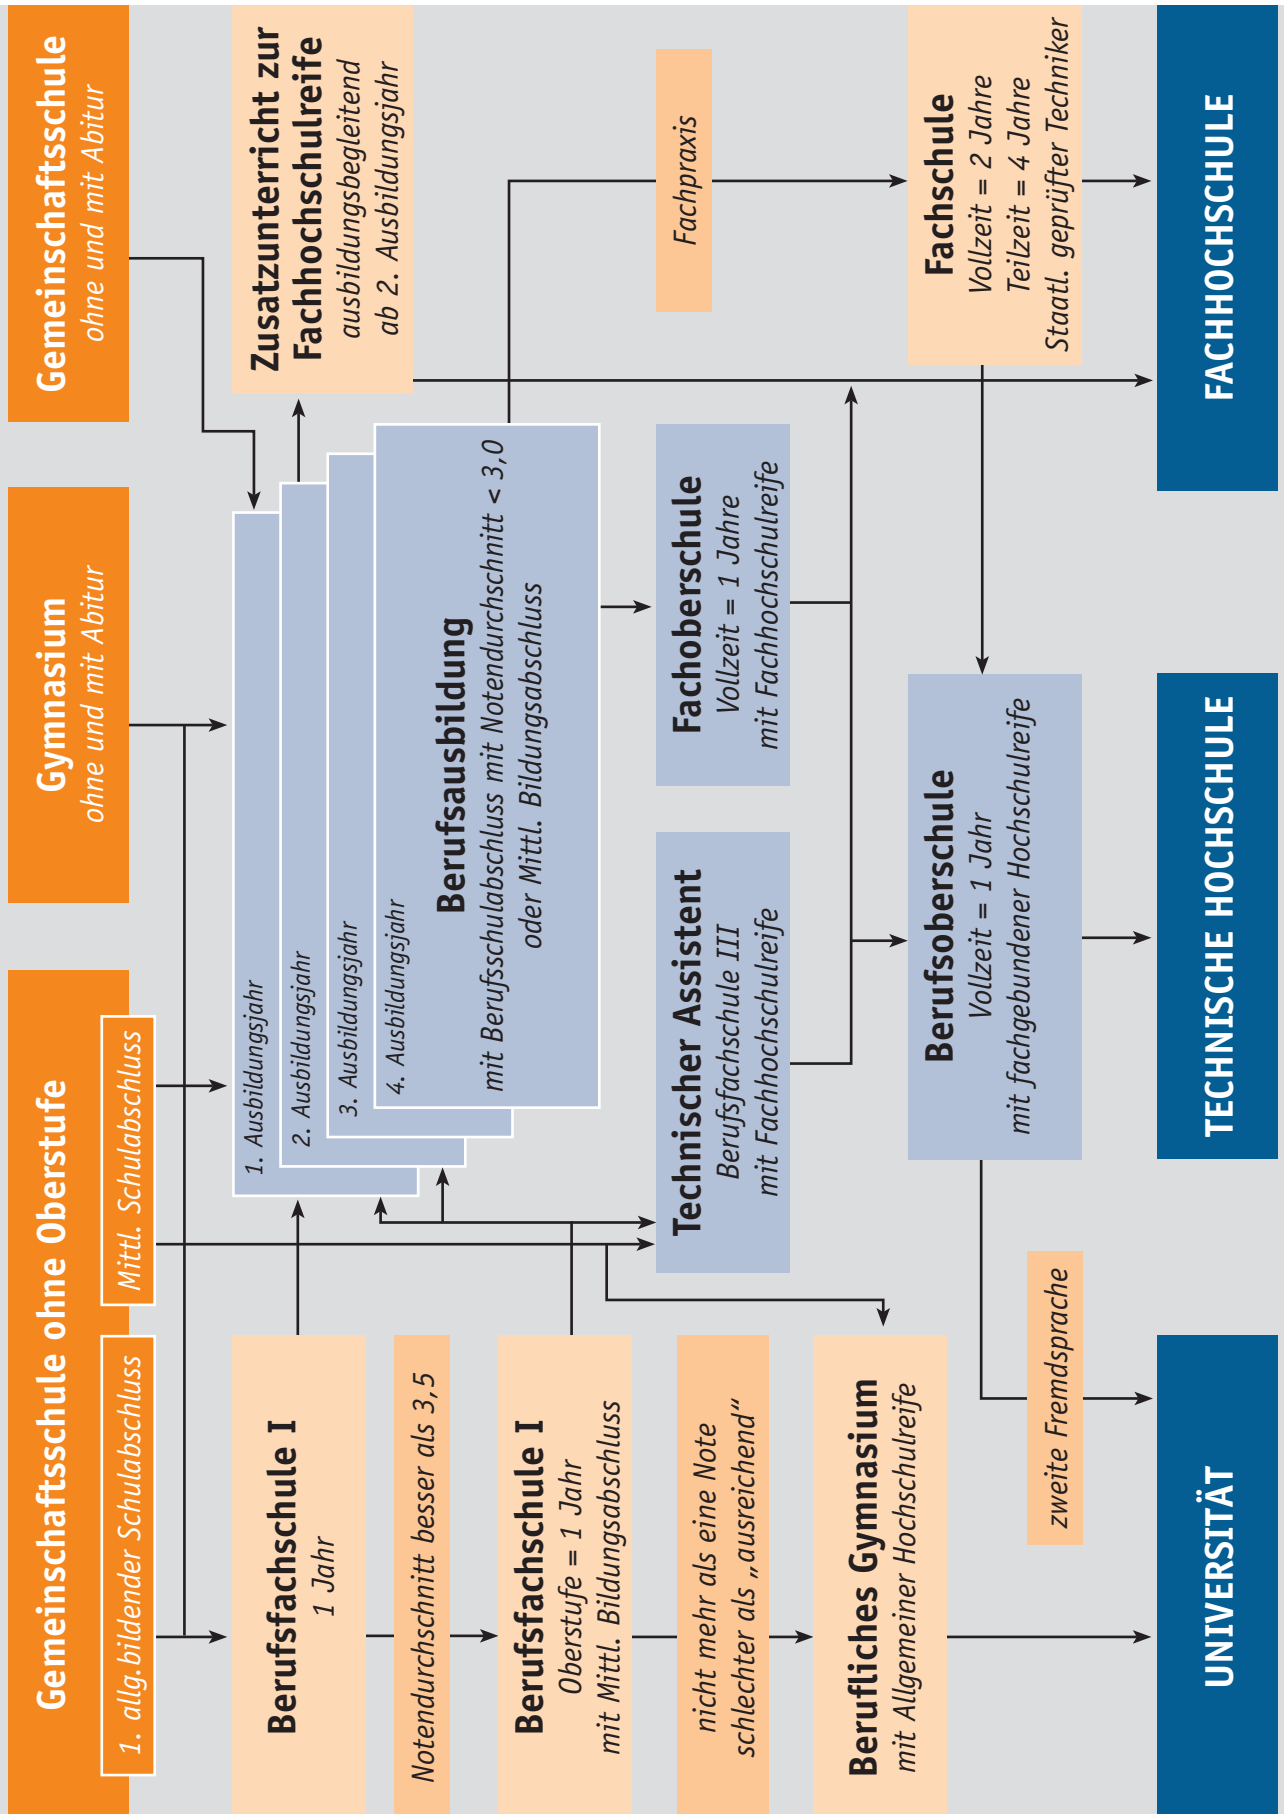 Gemeinschaftsschule ohne Oberstufe
1. allg.bildender Schulabschluss
Mittl. Schulabschluss
Gymnasium
ohne und mit Abitur
Gemeinschaftsschule
ohne und mit Abitur
Berufsfachschule I
1 Jahr
Notendurchschnitt besser als 3,5
Berufsfachschule I
Oberstufe = 1 Jahr
mit Mittl. Bildungsabschluss
nicht mehr als eine Note
schlechter als „ausreichend“
Berufliches Gymnasium
mit Allgemeiner Hochschulreife
1. Ausbildungsjahr
2. Ausbildungsjahr
3. Ausbildungsjahr
4. Ausbildungsjahr
Berufsausbildung
mit Berufsschulabschluss mit Notendurchschnitt < 3,0
oder Mittl. Bildungsabschluss
Zusatzunterricht zur
Fachhochschulreife
ausbildungsbegleitend
ab 2. Ausbildungsjahr
Technischer Assistent
Berufsfachschule III
mit Fachhochschulreife
Fachoberschule
Vollzeit = 1 Jahre
mit Fachhochschulreife
Fachpraxis
Berufsoberschule
Vollzeit = 1 Jahr
mit fachgebundener Hochschulreife
Fachschule
Vollzeit = 2 Jahre
Teilzeit = 4 Jahre
Staatl. geprüfter Techniker
zweite Fremdsprache
UNIVERSITÄT
TECHNISCHE HOCHSCHULE
FACHHOCHSCHULE